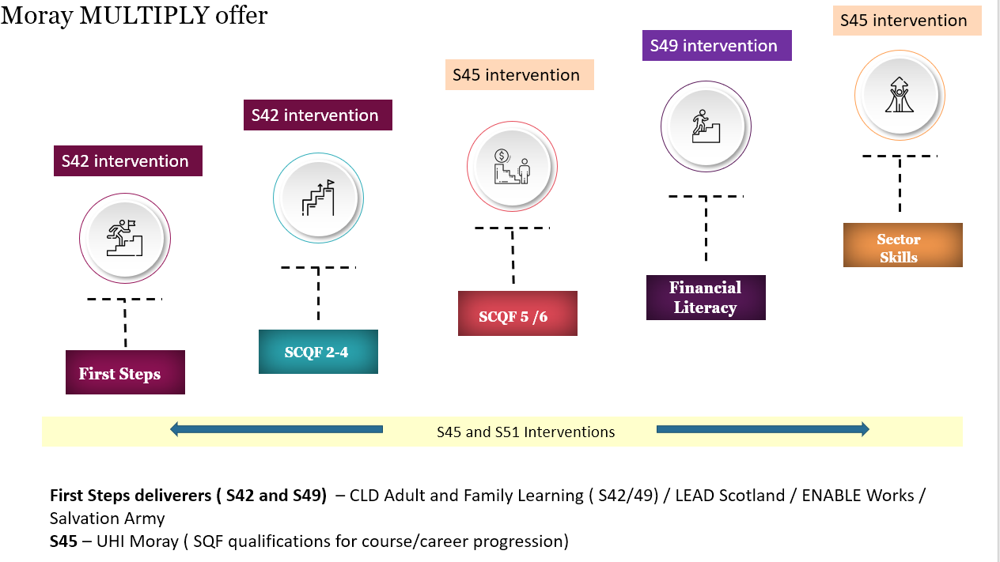 Moray MULTIPLY offer
S42 intervention
First Steps
S42 intervention
SCQF 2-4
S45 intervention
$
SCQF 5 /6
S49 intervention
Financial
Literacy
S45 intervention
Sector
Skills
S45 and S51 Interventions
First Steps deliverers ( S42 and S49)  – CLD Adult and Family Learning ( S42/49) / LEAD Scotland / ENABLE Works /
Salvation Army
S45 – UHI Moray ( SQF qualifications for course/career progression)